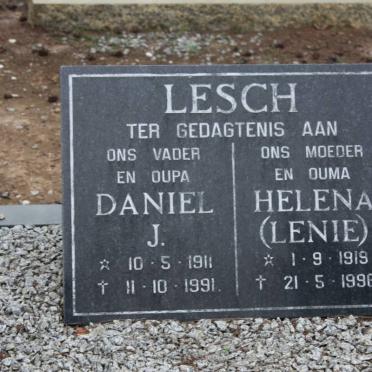 LESCH
TER GEDAGTENIS AAN
ONS VADER
EN OUPA
DANIEL
J.
☆ 10·5·1911
† 11·10·1991.
ONS MOEDER
EN OUMA
HELENA
(LENIE)
☆ 1·9·1919
† 21·5·1996